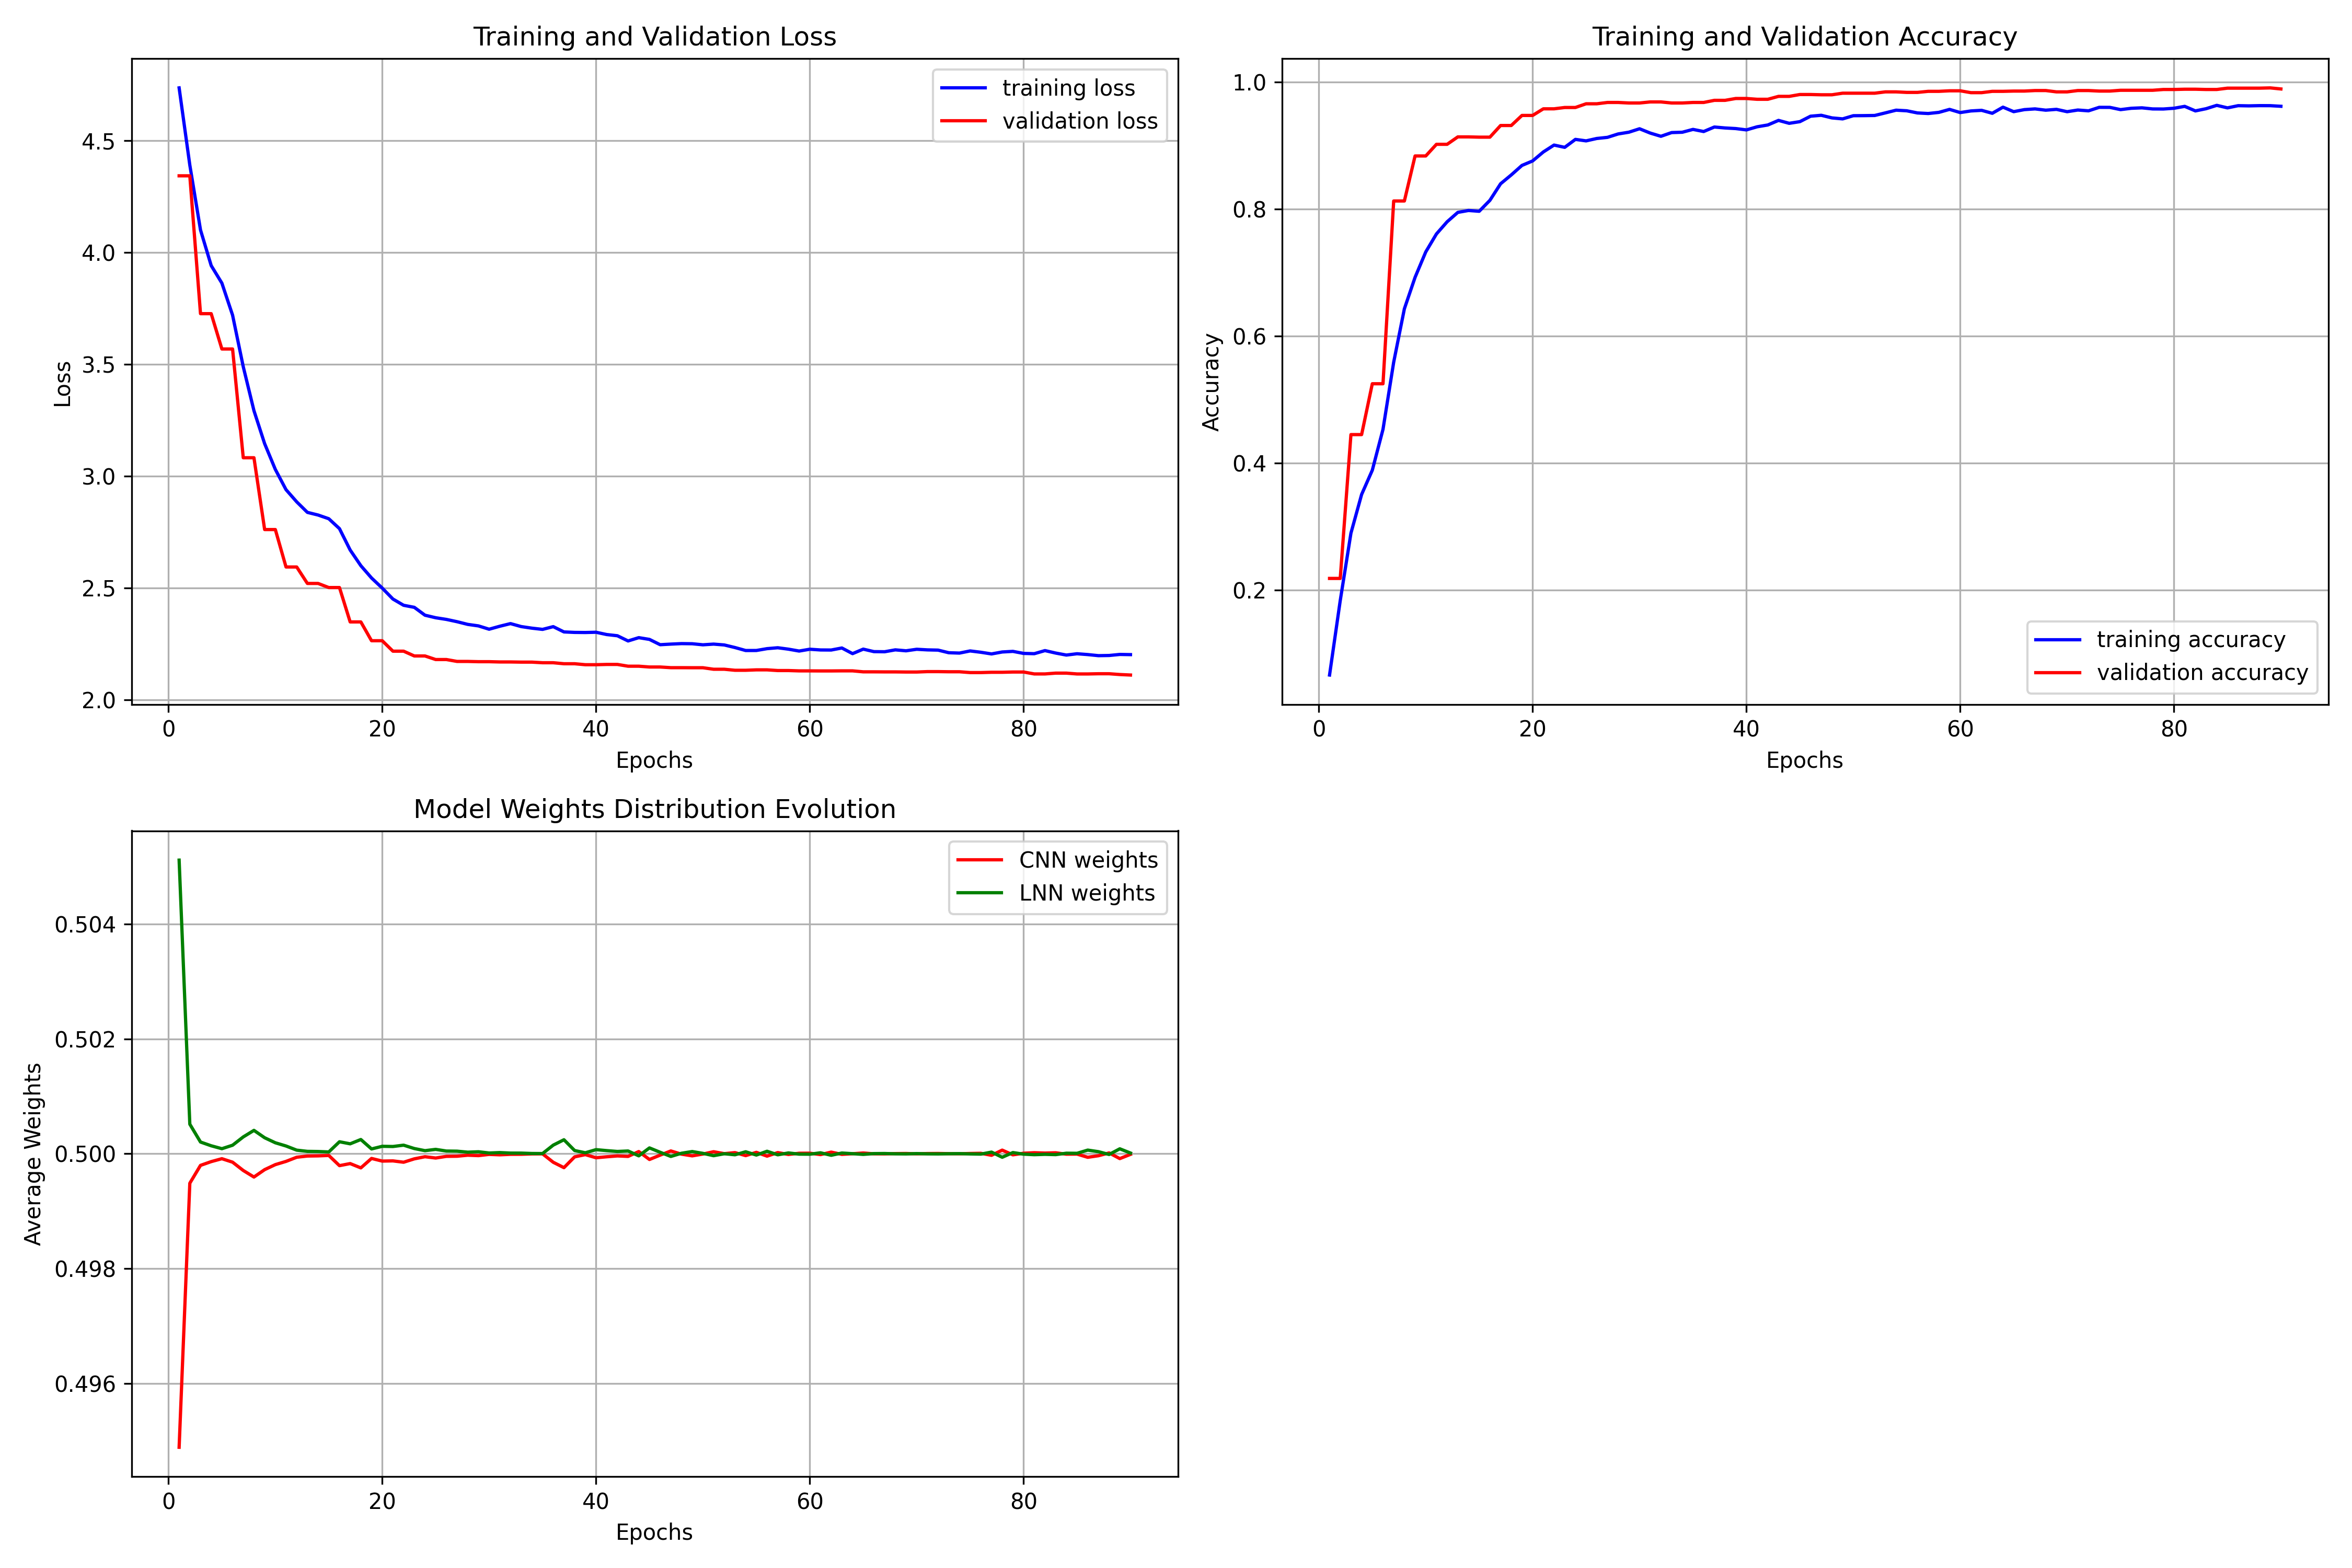 Training and Validation Loss
training loss
validation loss
4.5
4.0
3.5
3.0
2.5
2.0
Loss
0
20
40
60
80
Epochs
Training and Validation Accuracy
1.0
0.8
0.6
0.4
0.2
Accuracy
training accuracy
validation accuracy
0
20
40
60
80
Epochs
Model Weights Distribution Evolution
CNN weights
LNN weights
0.504
0.502
0.500
0.498
0.496
Average Weights
0
20
40
60
80
Epochs